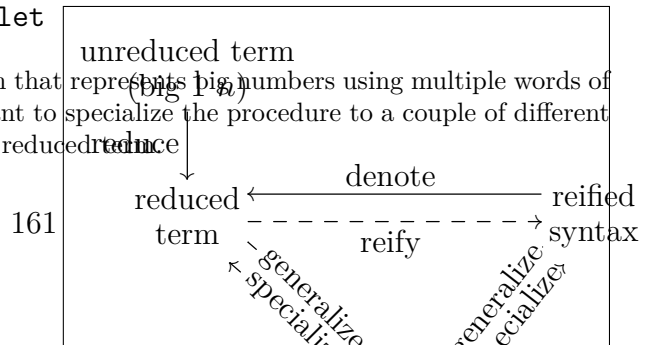 let
unreduced term
(big 1 n)
n that represents big numbers using multiple words of
nt to specialize the procedure to a couple of different
reduced term.
reduce
denote
reduced
term
reified
syntax
161
reify
generalize
specialize
generalize
ecialize